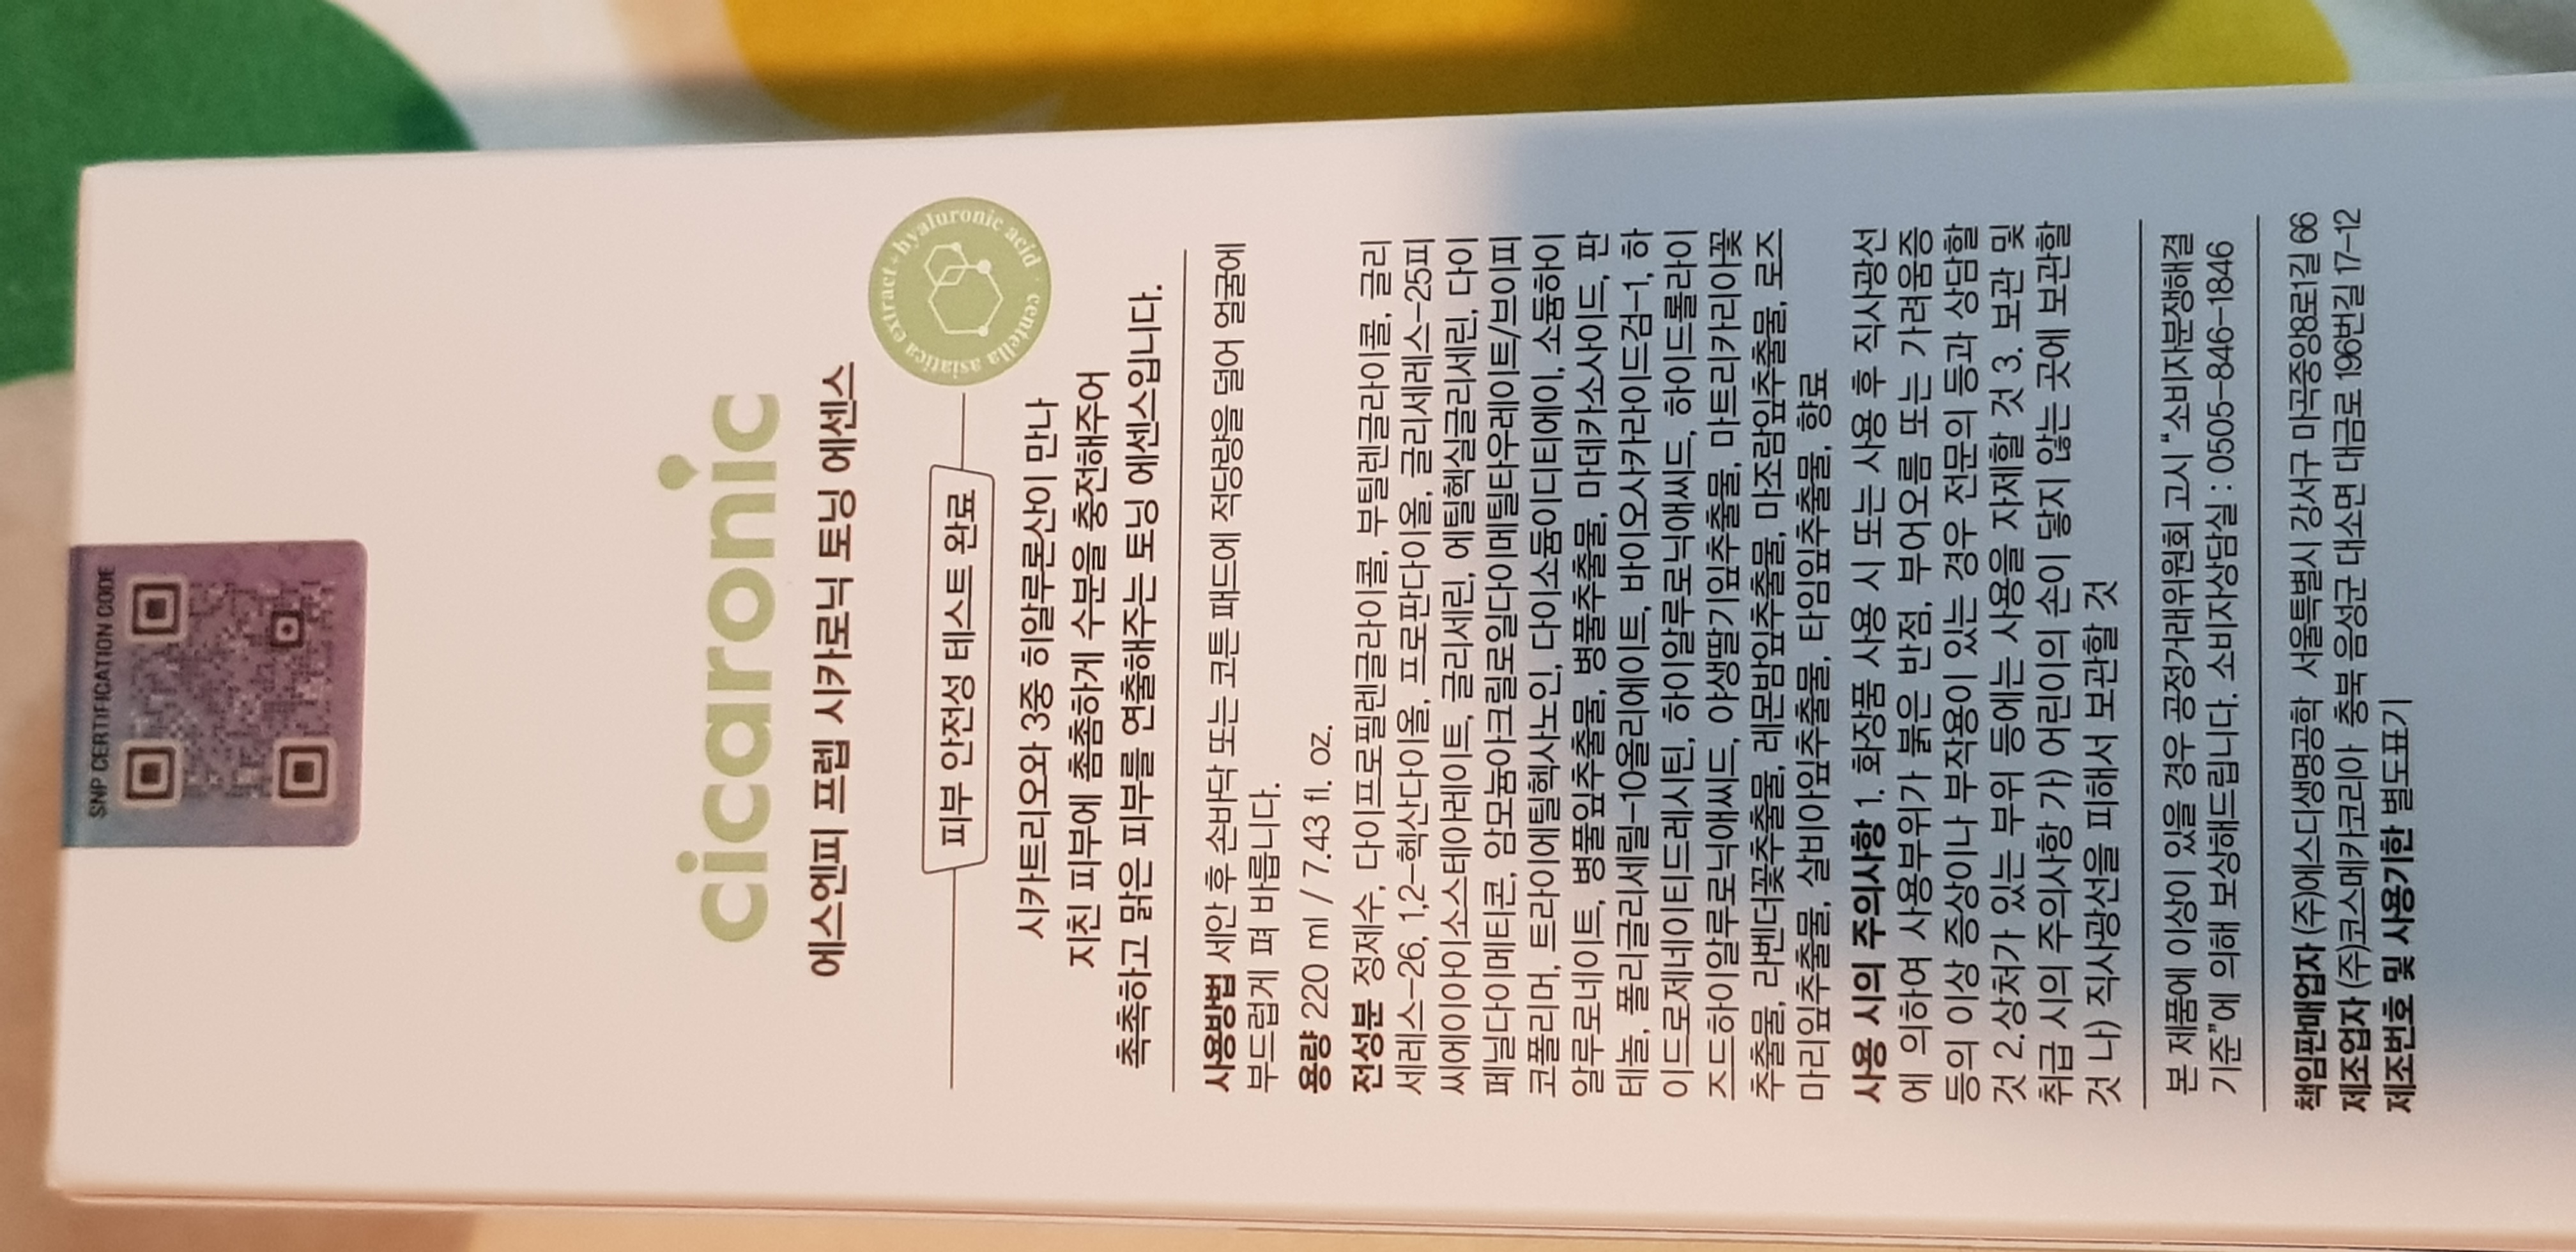 SNP CERTIFICATION CODE
cicaronic
에스엔피 프렙 시카로닉 토닝 에센스
피부 안전성 테스트 완료
centella asiatica extract + hyaluronic acid
시카트리오와 3중 히알루론산이 만나
지친 피부에 촘촘하게 수분을 충전해주어
촉촉하고 맑은 피부를 연출해주는 토닝 에센스입니다.
사용방법 세안 후 손바닥 또는 코튼 패드에 적당량을 덜어 얼굴에
부드럽게 펴 바릅니다.
용량 220 ml / 7.43 fl. oz.
전성분 정제수, 다이프로필렌글라이콜, 부틸렌글라이콜, 글리
세레스-26, 1,2-헥산다이올, 프로판다이올, 글리세레스-25피
씨에이아이소스테아레이트, 글리세린, 에틸헥실글리세린, 다이
페닐다이메티콘, 암모늄아크릴로일다이메틸타우레이트/브이피
코폴리머, 트라이에틸헥사노인, 다이소듐이디티에이, 소듐하이
알루로네이트, 병풀잎추출물, 병풀추출물, 마데카소사이드, 판
테놀, 폴리글리세릴-10올리에이트, 바이오사카라이드검-1, 하
이드로제네이티드레시틴, 하이알루로닉애씨드, 하이드롤라이
즈드하이알루로닉애씨드, 야생딸기잎추출물, 마트리카리아꽃
추출물, 라벤더꽃추출물, 레몬밤잎추출물, 마조람잎추출물, 로즈
마리잎추출물, 살비아잎추출물, 타임잎추출물, 향료
사용 시의 주의사항 1. 화장품 사용 시 또는 사용 후 직사광선
에 의하여 사용부위가 붉은 반점, 부어오름 또는 가려움증
등의 이상 증상이나 부작용이 있는 경우 전문의 등과 상담할
것 2.상처가 있는 부위 등에는 사용을 자제할 것 3. 보관 및
취급 시의 주의사항 가) 어린이의 손이 닿지 않는 곳에 보관할
것 나) 직사광선을 피해서 보관할 것
본 제품에 이상이 있을 경우 공정거래위원회 고시 "소비자분쟁해결
기준"에 의해 보상해드립니다. 소비자상담실 : 0505-846-1846
책임판매업자 (주)에스디생명공학 서울특별시 강서구 마곡중앙8로1길 66
제조업자 (주)코스메카코리아 충북 음성군 대소면 대금로 196번길 17-12
제조번호 및 사용기한 별도표기